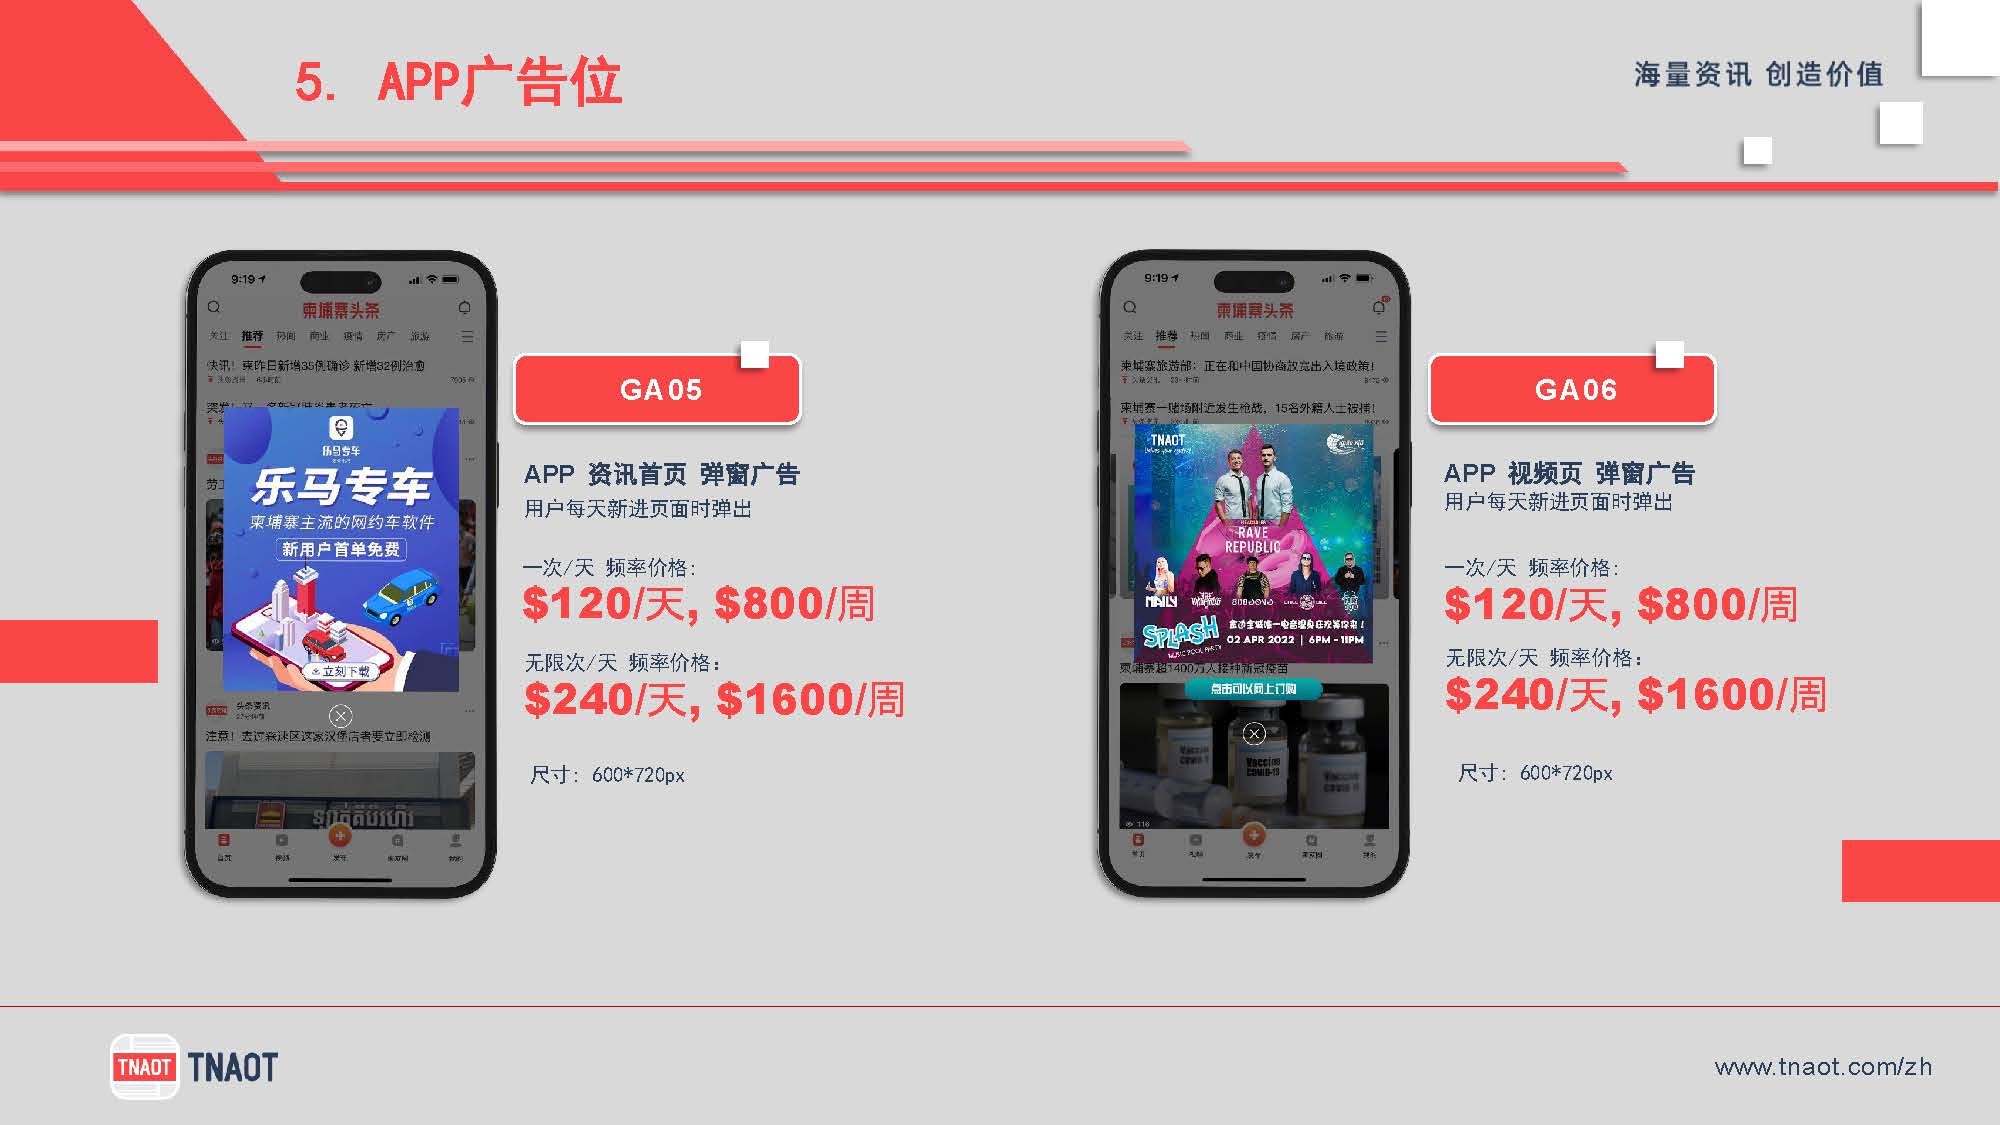 5. APP广告位
海量资讯 创造价值
9:19
柬埔寨头条
关注 推荐 热闻 商业 疫情 房产 旅游
快讯！柬昨日新增35例确诊 新增32例治愈
乐马专车
乐马专车
柬埔寨主流的网约车软件
新用户首单免费
立刻下载
头条资讯
注意！去过森速区这家汉堡店者要立即检测
GA05
APP 资讯首页 弹窗广告
用户每天新进页面时弹出
一次/天 频率价格:
$120/天, $800/周
无限次/天 频率价格:
$240/天, $1600/周
尺寸: 600*720px
9:19
柬埔寨头条
关注 推荐 热闻 商业 疫情 房产 旅游
柬埔寨旅游部：正在和中国协商放宽出入境政策！
柬埔寨一赌场附近发生枪战，15名外籍人士被捕！
TNAOT
RAVE
REPUBLIC
MAILY
SPLASH
MUSIC POOL PARTY
02 APR 2022 | 6PM - 11PM
柬埔寨超1400万人接种新冠疫苗
点击可以网上订购
Vaccine
COVID-19
116
GA06
APP 视频页 弹窗广告
用户每天新进页面时弹出
一次/天 频率价格:
$120/天, $800/周
无限次/天 频率价格:
$240/天, $1600/周
尺寸: 600*720px
TNAOT TNAOT
www.tnaot.com/zh